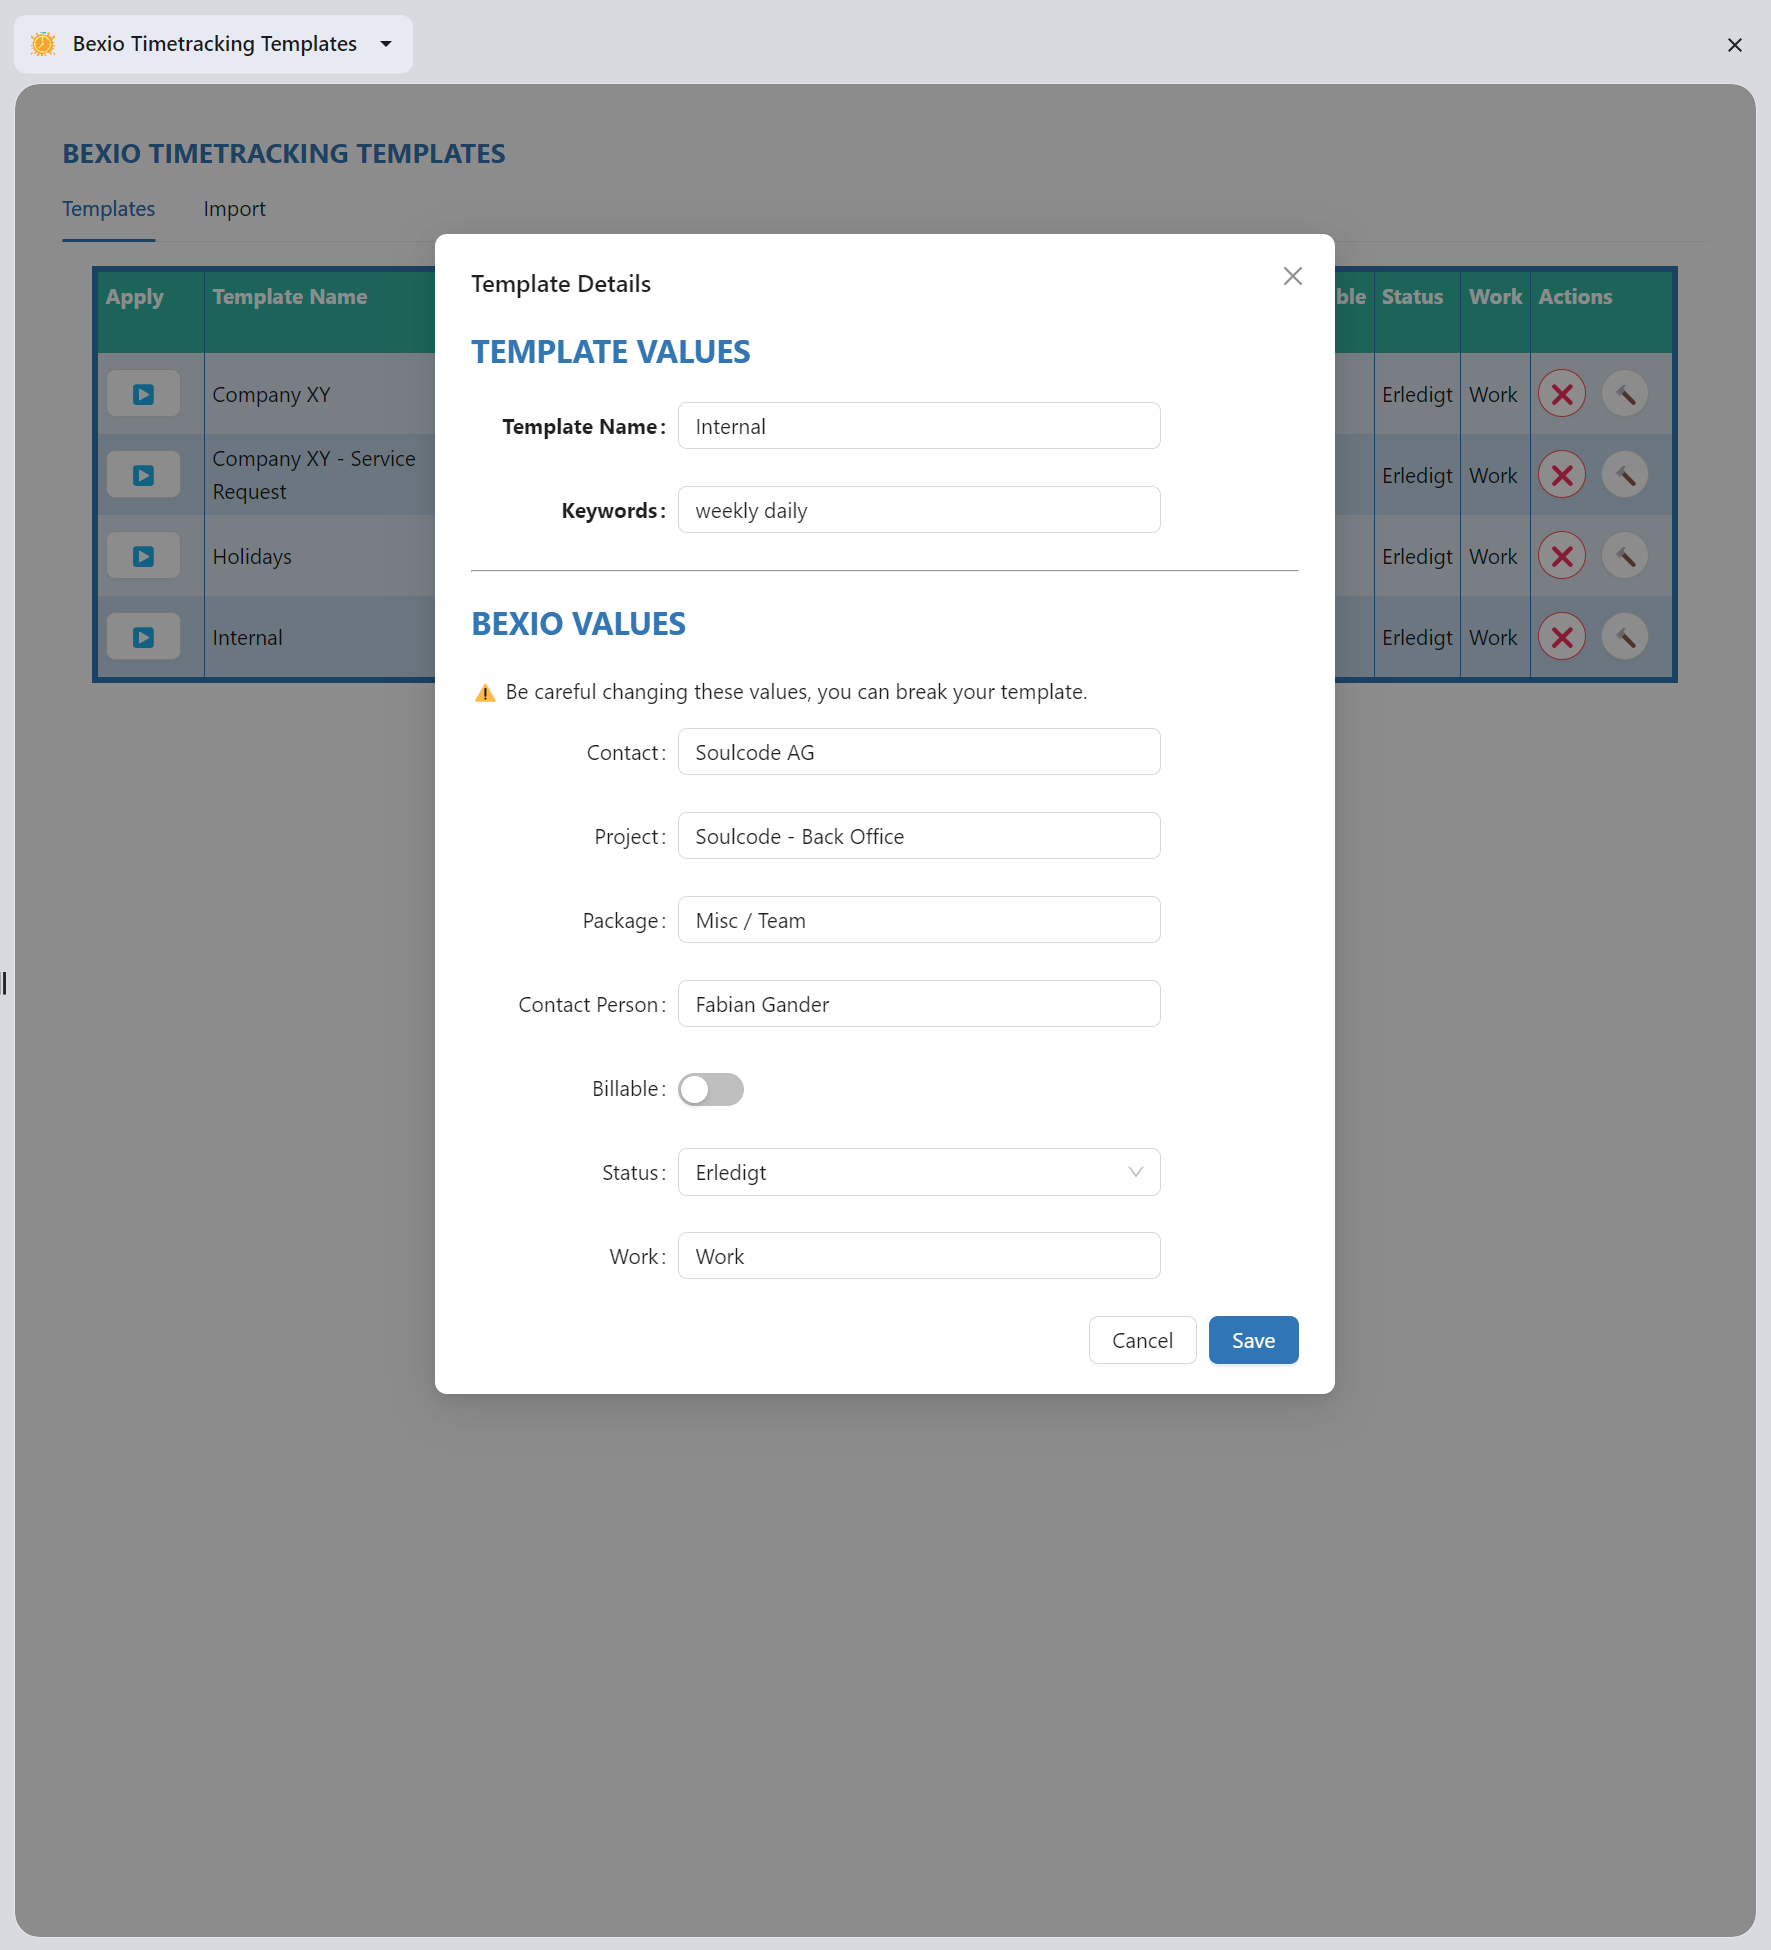 Bexio Timetracking Templates
BEXIO TIMETRACKING TEMPLATES
Templates Import
Apply Template Name ble Status Work Actions
Company XY Erledigt Work
Company XY - Service
Request Erledigt Work
Holidays Erledigt Work
Internal Erledigt Work
Template Details
TEMPLATE VALUES
Template Name: Internal
Keywords: weekly daily
BEXIO VALUES
Be careful changing these values, you can break your template.
Contact: Soulcode AG
Project: Soulcode - Back Office
Package: Misc / Team
Contact Person: Fabian Gander
Billable:
Status: Erledigt
Work: Work
Cancel Save